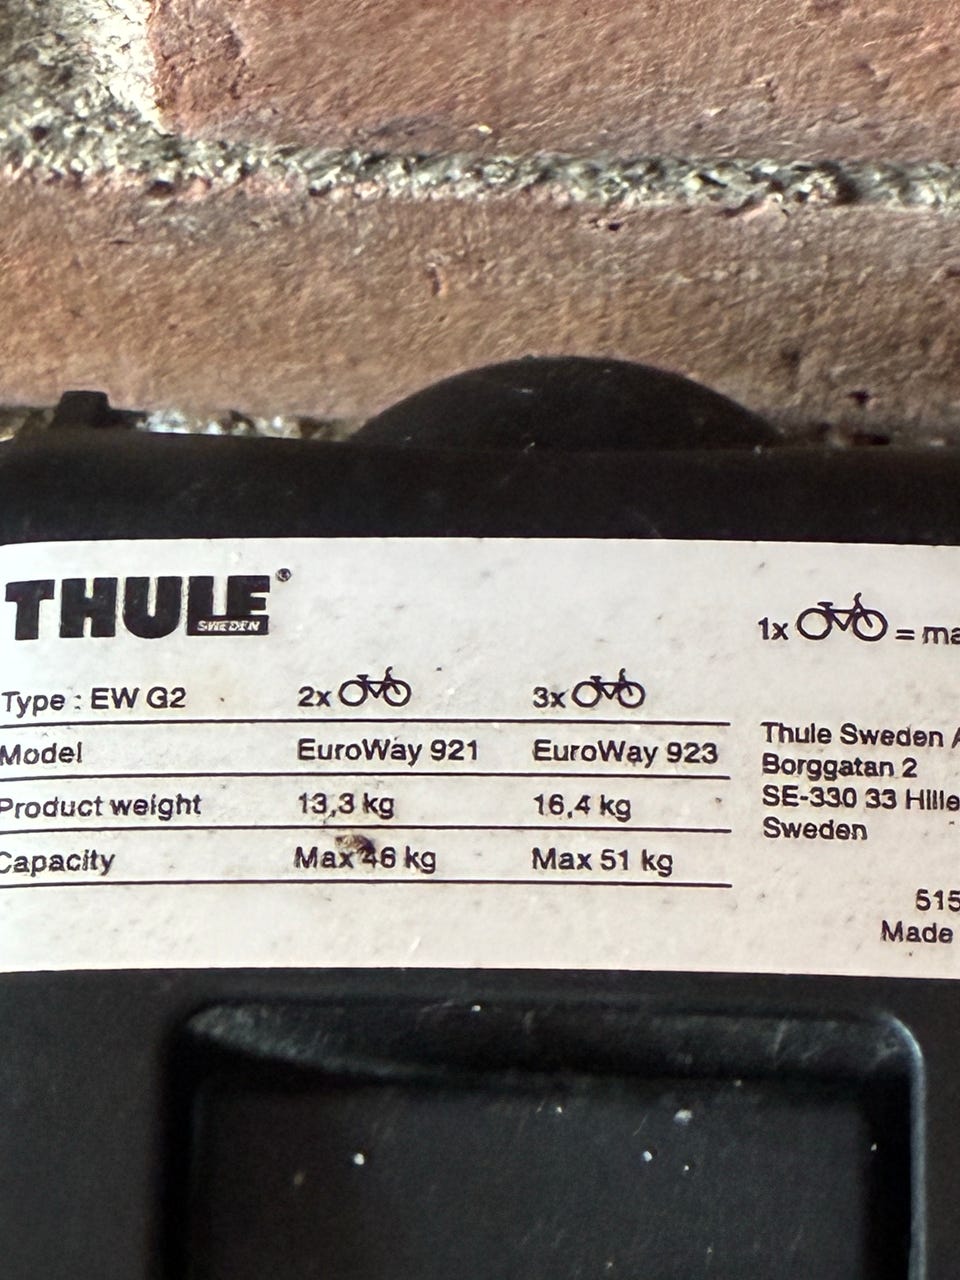 THULE®
SWEDEN
1x = ma
Type : EW G2 2x 3x
Model EuroWay 921 EuroWay 923
Product weight 13,3 kg 16,4 kg
Capacity Max 46 kg Max 51 kg
Thule Sweden A
Borggatan 2
SE-330 33 Hille
Sweden
515
Made